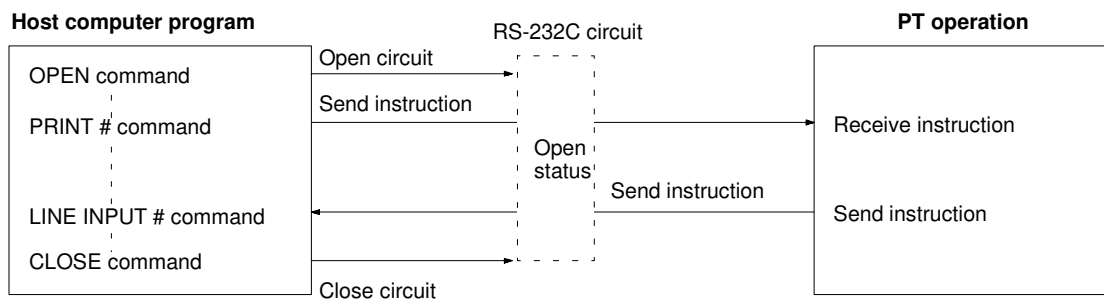 Host computer program
RS-232C circuit
PT operation
OPEN command
Open circuit
Send instruction
PRINT # command
Receive instruction
Open
status
Send instruction
LINE INPUT # command
Send instruction
CLOSE command
Close circuit